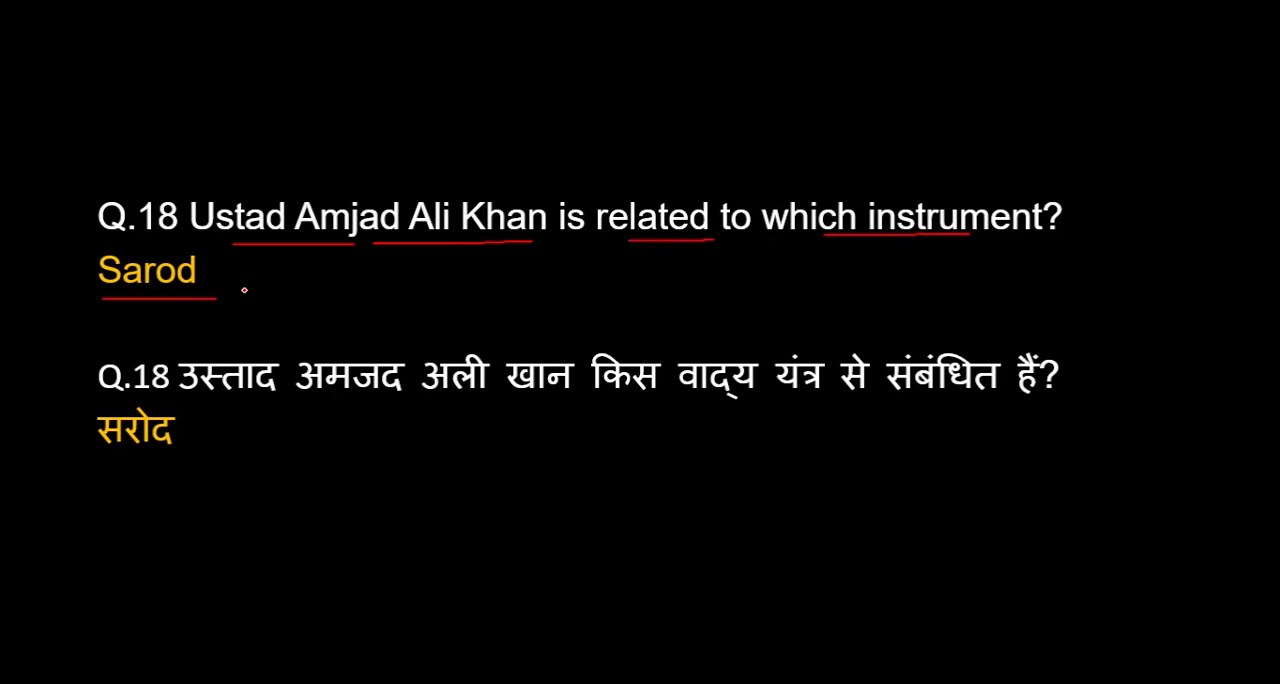 Q.18 Ustad Amjad Ali Khan is related to which instrument?
Sarod
Q.18 उस्ताद अमजद अली खान किस वाद्य यंत्र से संबंधित हैं?
सरोद